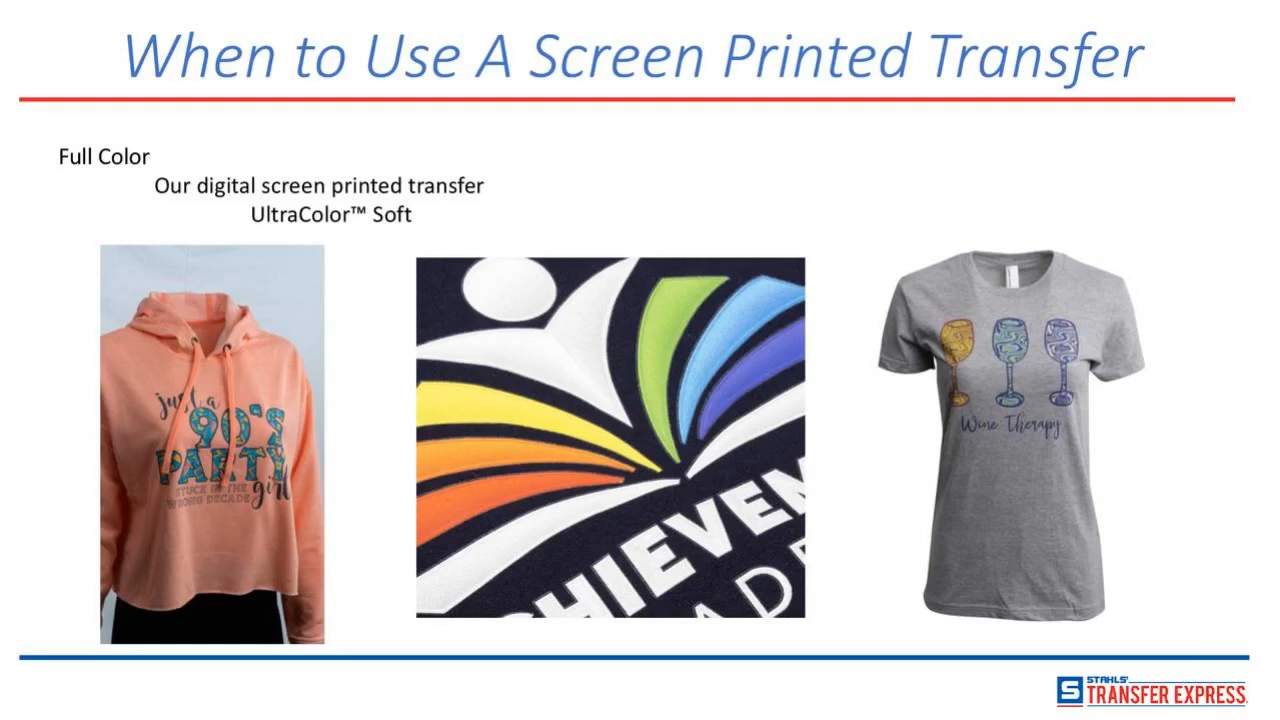 When to Use A Screen Printed Transfer
Full Color
Our digital screen printed transfer
UltraColor™ Soft
just a
90's
PARTY
girl
STUCK IN THE
WRONG DECADE
CHIEVEM
ADE
Wine Therapy
S STAHLS'
TRANSFER EXPRESS.